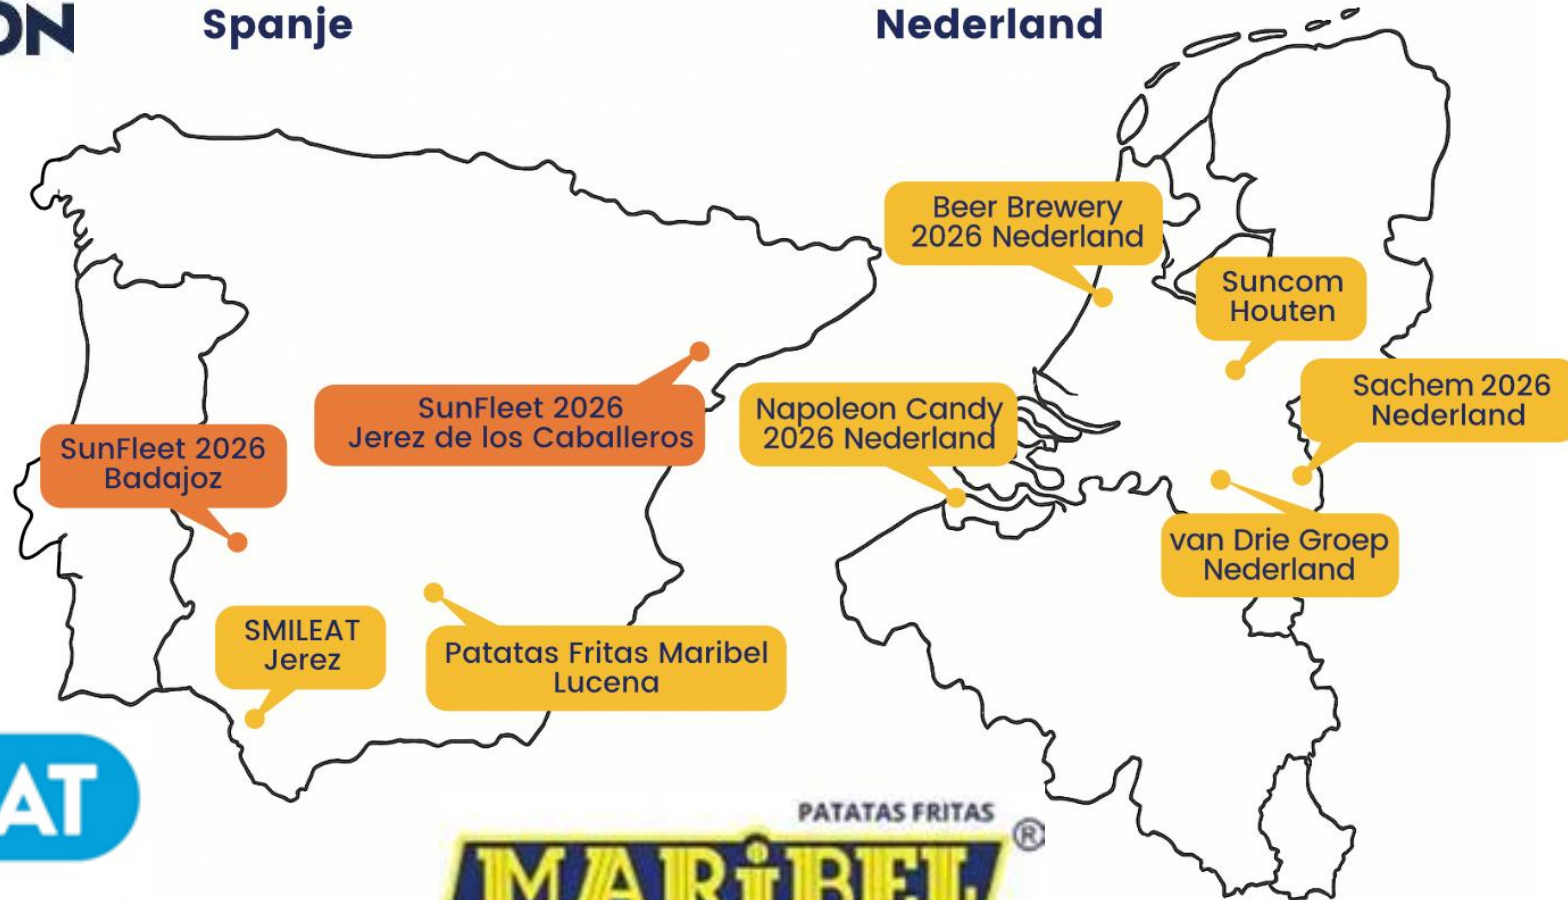 ON
Spanje
Nederland
Beer Brewery
2026 Nederland
Suncom
Houten
SunFleet 2026
Jerez de los Caballeros
Napoleon Candy
2026 Nederland
Sachem 2026
Nederland
SunFleet 2026
Badajoz
van Drie Groep
Nederland
SMILEAT
Jerez
Patatas Fritas Maribel
Lucena
AT
PATATAS FRITAS
MARiBEL
®